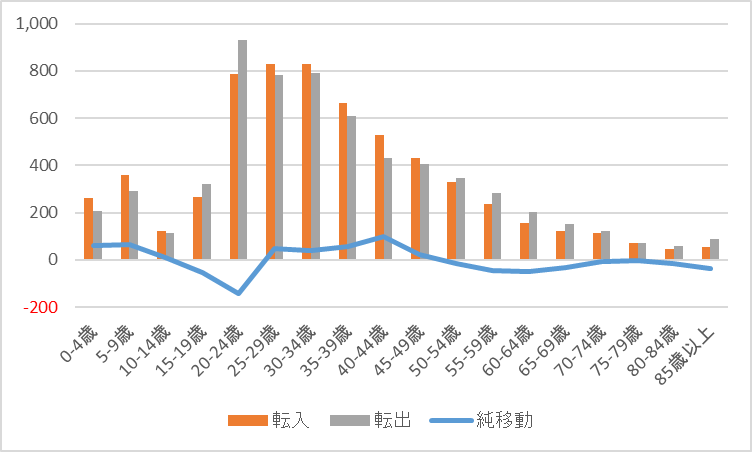 1,000
800
600
400
200
0
-200
0-4歳
5-9歳
10-14歳
15-19歳
20-24歳
25-29歳
30-34歳
35-39歳
40-44歳
45-49歳
50-54歳
55-59歳
60-64歳
65-69歳
70-74歳
75-79歳
80-84歳
85歳以上
転入 転出 純移動